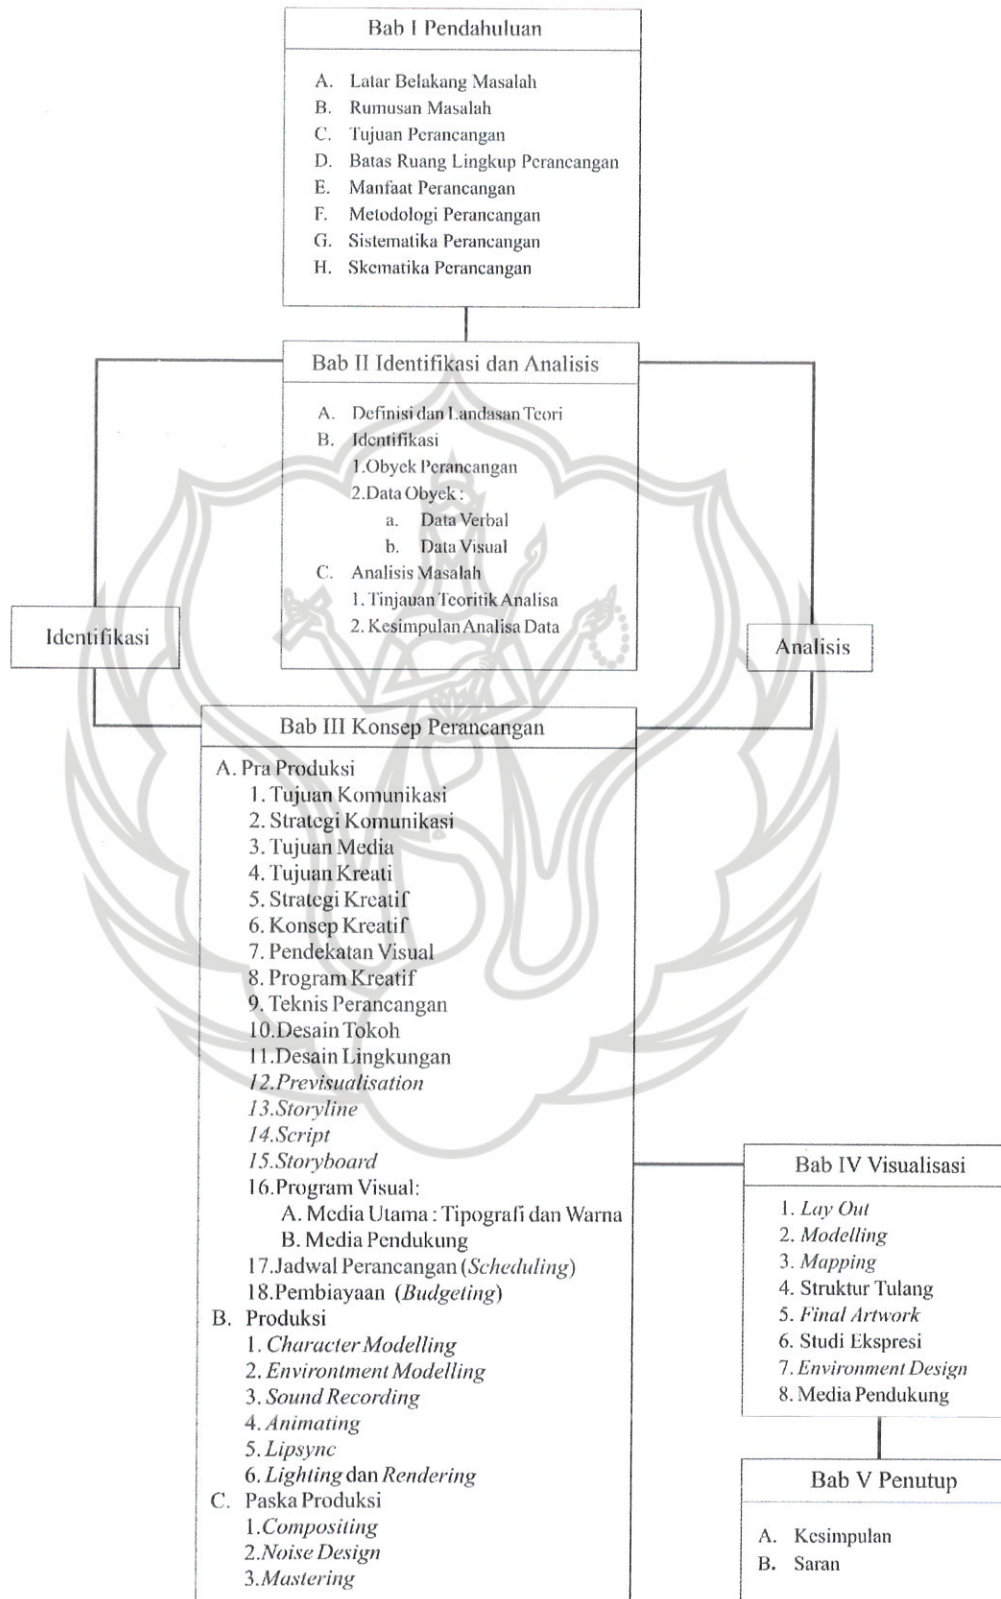 Bab I Pendahuluan
A. Latar Belakang Masalah
B. Rumusan Masalah
C. Tujuan Perancangan
D. Batas Ruang Lingkup Perancangan
E. Manfaat Perancangan
F. Metodologi Perancangan
G. Sistematika Perancangan
H. Skematika Perancangan
Bab II Identifikasi dan Analisis
A. Definisi dan Landasan Teori
B. Identifikasi
1.Obyek Perancangan
2.Data Obyek :
a. Data Verbal
b. Data Visual
C. Analisis Masalah
1. Tinjauan Teoritik Analisa
2. Kesimpulan Analisa Data
Identifikasi
Analisis
Bab III Konsep Perancangan
A. Pra Produksi
1. Tujuan Komunikasi
2. Strategi Komunikasi
3. Tujuan Media
4. Tujuan Kreati
5. Strategi Kreatif
6. Konsep Kreatif
7. Pendekatan Visual
8. Program Kreatif
9. Teknis Perancangan
10.Desain Tokoh
11.Desain Lingkungan
12.Previsualisation
13.Storyline
14.Script
15.Storyboard
16.Program Visual:
A. Media Utama : Tipografi dan Warna
B. Media Pendukung
17.Jadwal Perancangan (Scheduling)
18.Pembiayaan (Budgeting)
B. Produksi
1. Character Modelling
2. Environtment Modelling
3. Sound Recording
4. Animating
5. Lipsync
6. Lighting dan Rendering
C. Paska Produksi
1.Compositing
2.Noise Design
3.Mastering
Bab IV Visualisasi
1. Lay Out
2. Modelling
3. Mapping
4. Struktur Tulang
5. Final Artwork
6. Studi Ekspresi
7. Environment Design
8. Media Pendukung
Bab V Penutup
A. Kesimpulan
B. Saran